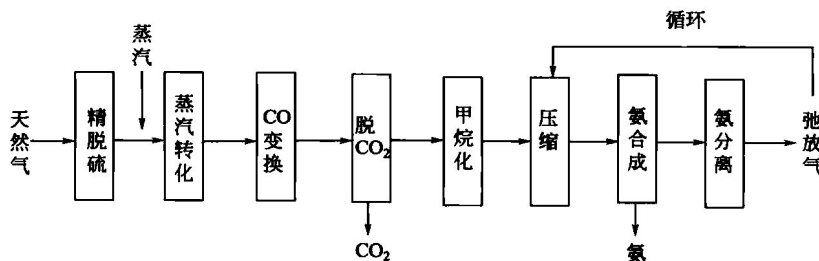 循环
蒸汽
天然气
精脱硫
蒸汽转化
CO变换
脱CO₂
甲烷化
压缩
氨合成
氨分离
弛放气
CO₂
氨